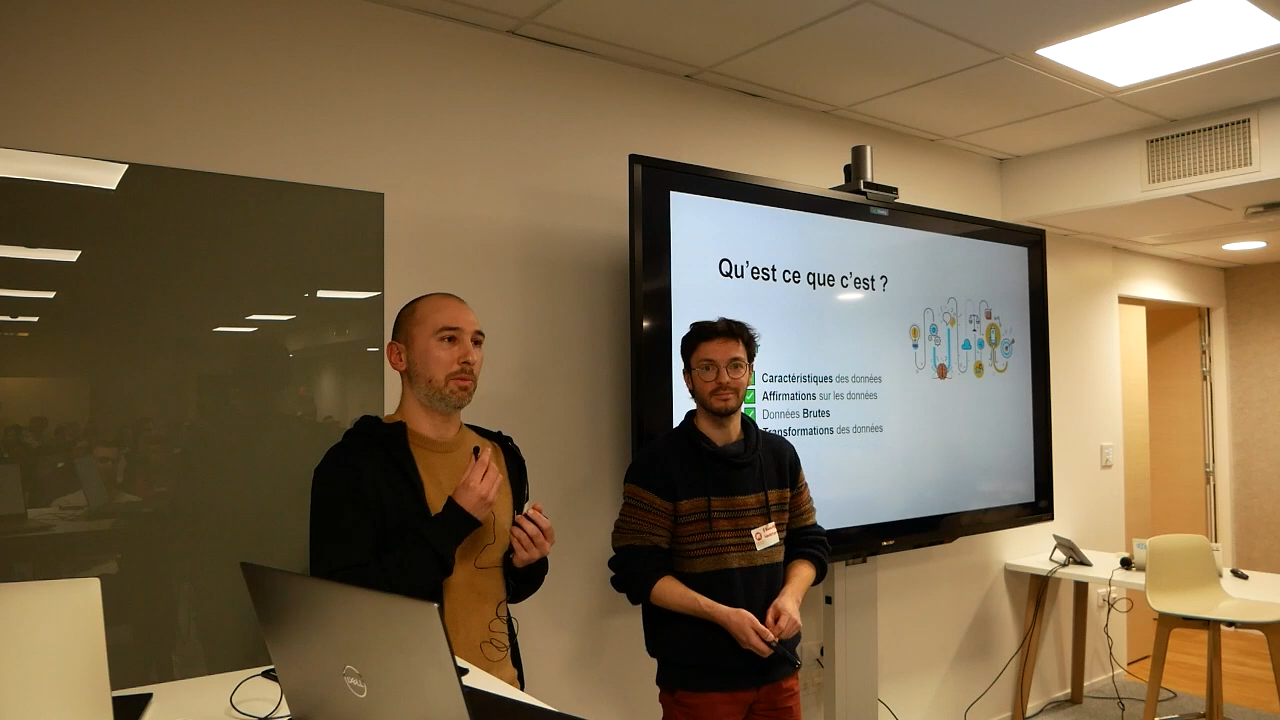 Qu'est ce que c'est ?
Caractéristiques des données
Affirmations sur les données
Données Brutes
Transformations des données
DELL